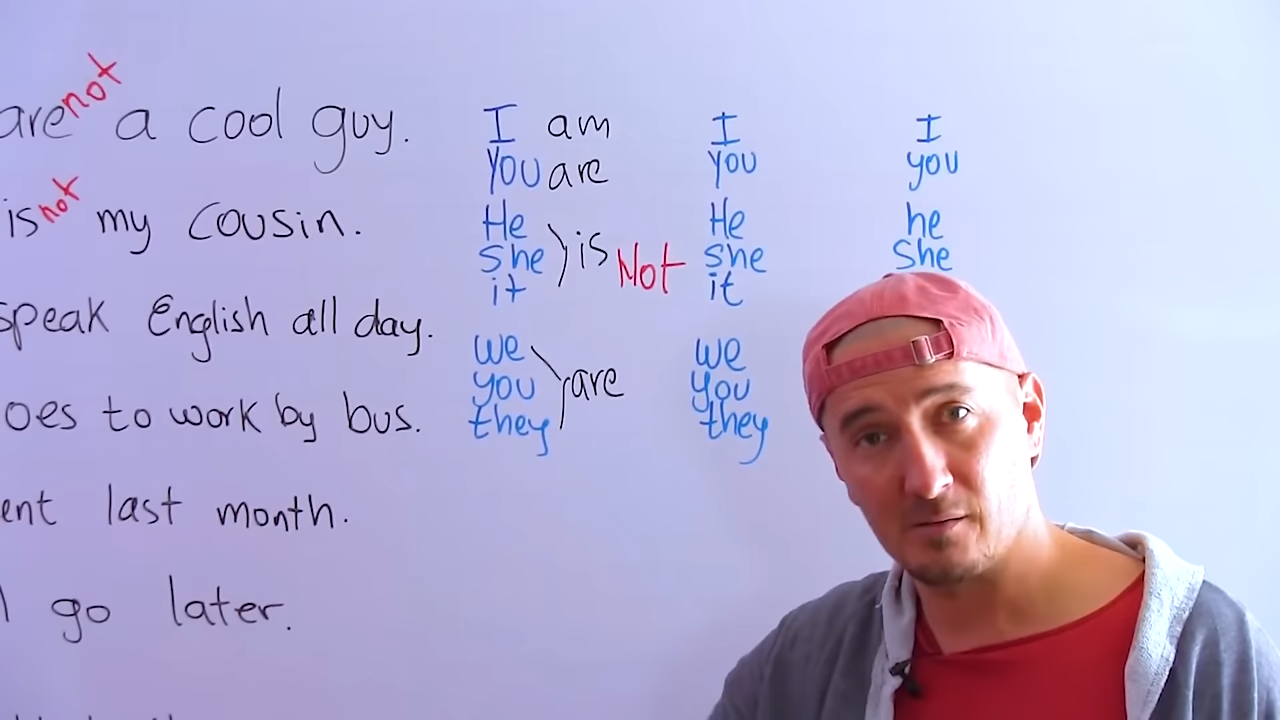 are not a cool guy.
is not my cousin.
speak English all day.
oes to work by bus.
ent last month.
go later.
I am
You are
He
She
it
is
Not
we
you
they
are
I
you
He
she
it
we
you
they
I
you
he
She